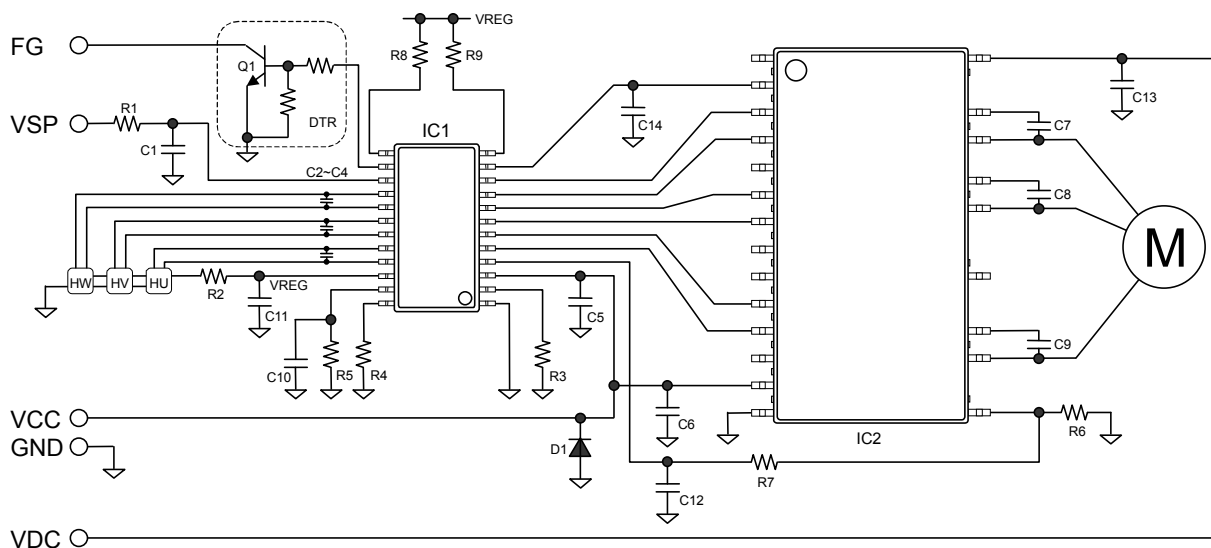 VREG
FG
R8
R9
Q1
C13
VSP
R1
DTR
IC1
C14
C7
C1
C2~C4
C8
M
HW
HV
HU
R2
VREG
C11
C5
C9
C10
R5
R4
R3
VCC
C6
R6
GND
D1
IC2
R7
C12
VDC